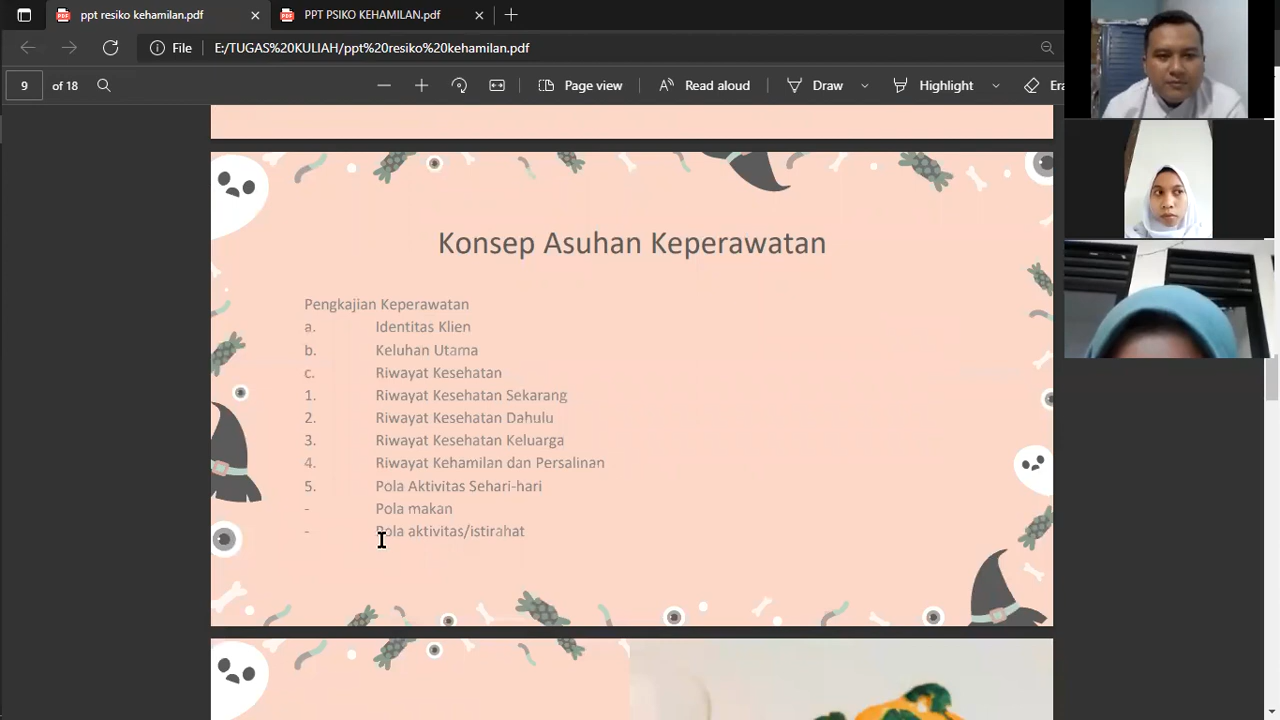 ppt resiko kehamilan.pdf
PPT PSIKO KEHAMILAN.pdf
File
E:/TUGAS%20KULIAH/ppt%20resiko%20kehamilan.pdf
9 of 18
Page view
Read aloud
Draw
Highlight
Era
Konsep Asuhan Keperawatan
Pengkajian Keperawatan
a. Identitas Klien
b. Keluhan Utama
c. Riwayat Kesehatan
1. Riwayat Kesehatan Sekarang
2. Riwayat Kesehatan Dahulu
3. Riwayat Kesehatan Keluarga
4. Riwayat Kehamilan dan Persalinan
5. Pola Aktivitas Sehari-hari
- Pola makan
- Pola aktivitas/istirahat